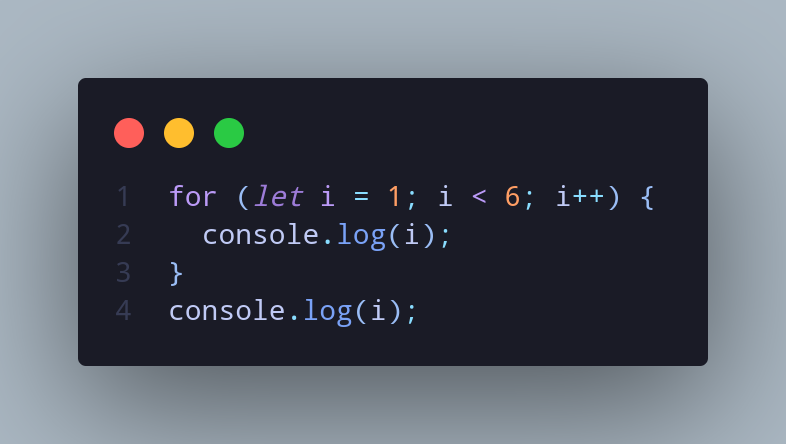 1 for (let i = 1; i < 6; i++) {
2   console.log(i);
3 }
4 console.log(i);